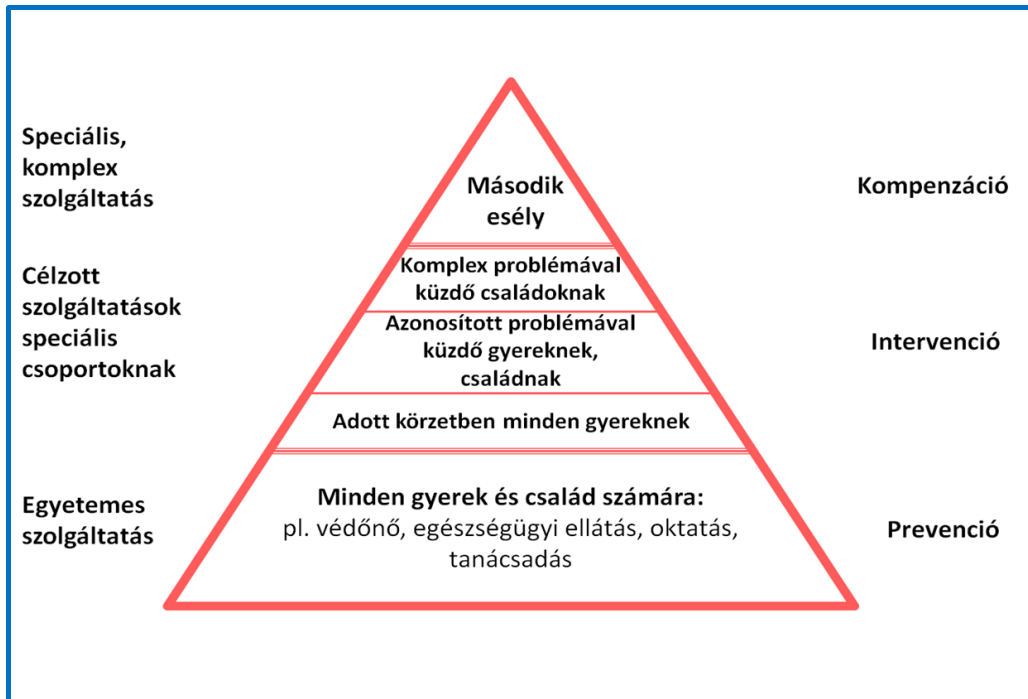 Speciális,
komplex
szolgáltatás
Második
esély
Kompenzáció
Célzott
szolgáltatások
speciális
csoportoknak
Komplex problémával
küzdő családoknak
Azonosított problémával
küzdő gyereknek,
családnak
Adott körzetben minden gyereknek
Intervenció
Egyetemes
szolgáltatás
Minden gyerek és család számára:
pl. védőnő, egészségügyi ellátás, oktatás,
tanácsadás
Prevenció